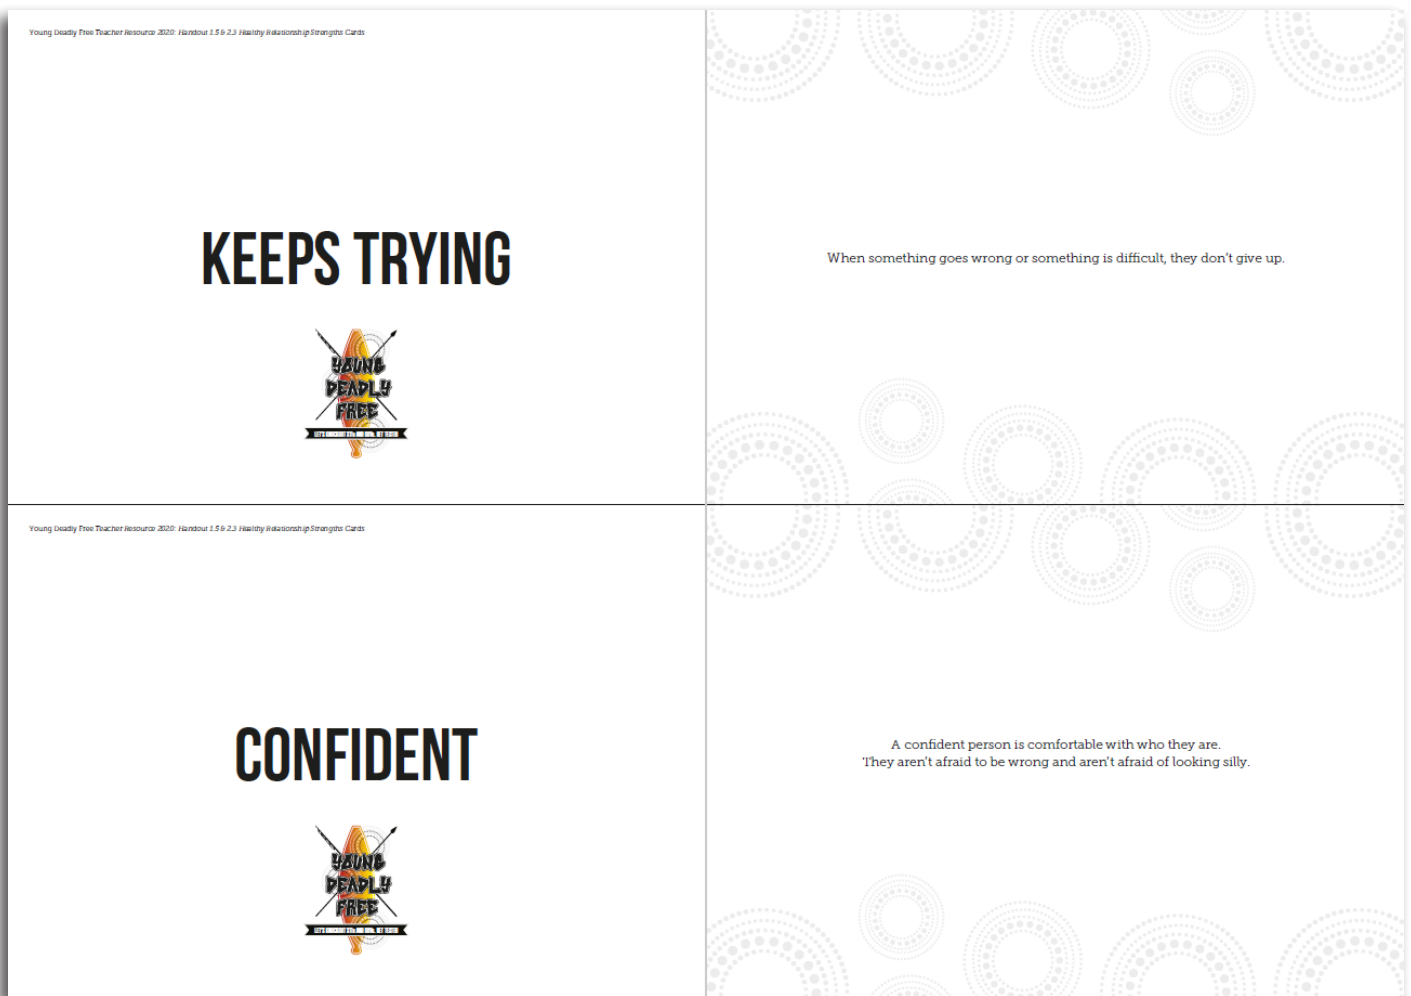 Young Deadly Free Teacher Resource 2020: Handout 1.5 & 2.3 Healthy Relationship Strengths Cards
KEEPS TRYING
YOUNG
DEADLY
FREE
When something goes wrong or something is difficult, they don't give up.
Young Deadly Free Teacher Resource 2020: Handout 1.5 & 2.3 Healthy Relationship Strengths Cards
CONFIDENT
YOUNG
DEADLY
FREE
A confident person is comfortable with who they are.
They aren't afraid to be wrong and aren't afraid of looking silly.